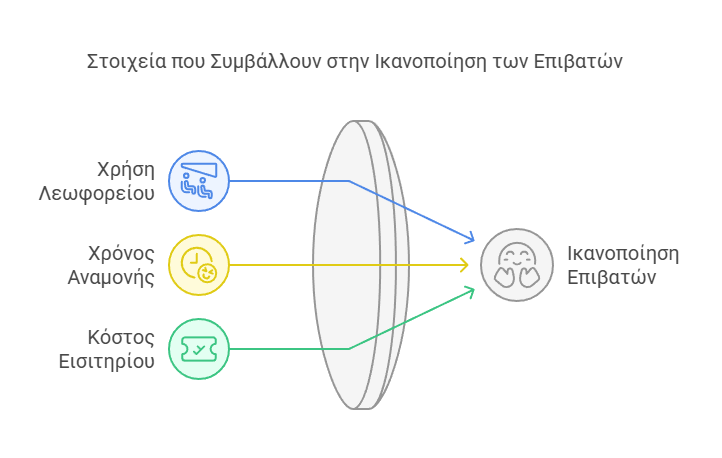 Στοιχεία που Συμβάλλουν στην Ικανοποίηση των Επιβατών
Χρήση
Λεωφορείου
Χρόνος
Αναμονής
Κόστος
Εισιτηρίου
Ικανοποίηση
Επιβατών